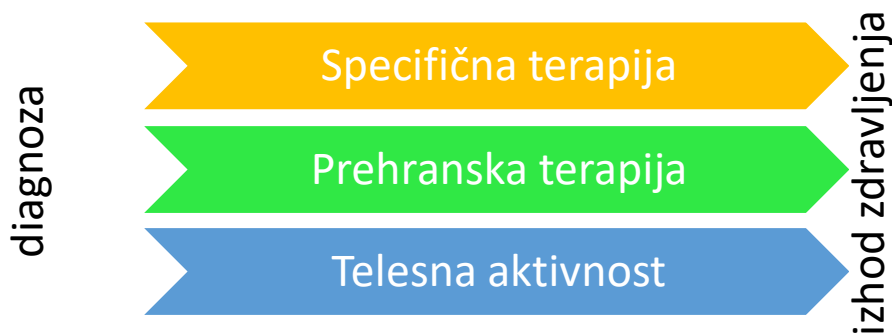 diagnoza
Specifična terapija
Prehranska terapija
Telesna aktivnost
izhod zdravljenja